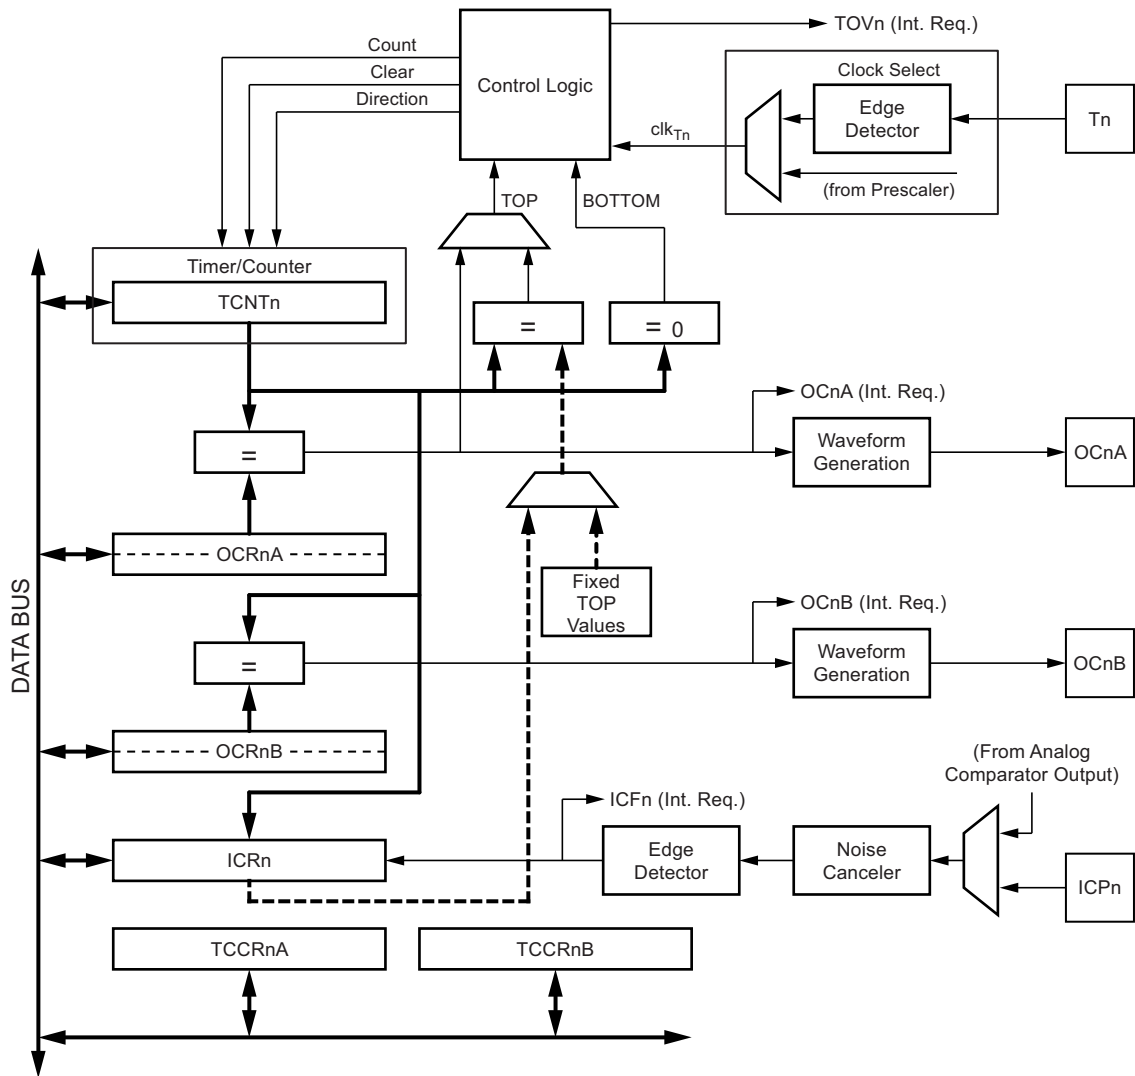 TOVn (Int. Req.)
Count
Clear
Direction
Control Logic
Clock Select
Edge
Detector
Tn
clkTn
(from Prescaler)
TOP
BOTTOM
Timer/Counter
TCNTn
=
= 0
OCnA (Int. Req.)
=
Waveform
Generation
OCnA
OCRnA
Fixed
TOP
Values
DATA BUS
OCnB (Int. Req.)
=
Waveform
Generation
OCnB
OCRnB
(From Analog
Comparator Output)
ICFn (Int. Req.)
ICRn
Edge
Detector
Noise
Canceler
ICPn
TCCRnA
TCCRnB